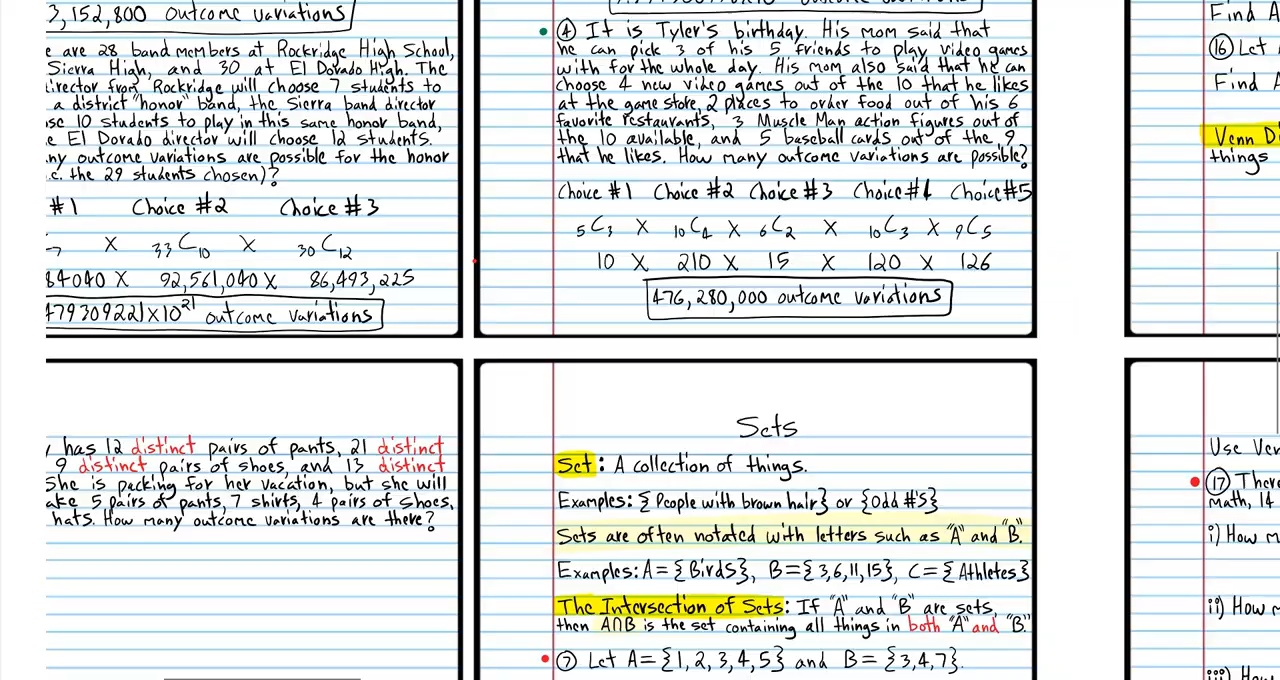 3,152,800 outcome variations
e are 28 band members at Rockridge High School,
Sierra High, and 30 at El Dorado High. The
irector from Rockridge will choose 7 students to
a district "honor" band, the Sierra band director
se 10 students to play in this same honor band,
e El Dorado director will choose 12 students.
ny outcome variations are possible for the honor
.c. the 29 students chosen)?
#1 Choice #2 Choice #3
7 X 33C10 X 30C12
84040 X 92,561,040 X 86,493,225
47930922)X10^21 outcome variations
④ It is Tyler's birthday. His mom said that
he can pick 3 of his 5 friends to play video games
with for the whole day. His mom also said that he can
choose 4 new video games out of the 10 that he likes
at the game store, 2 places to order food out of his 6
favorite restaurants, 3 Muscle Man action figures out of
the 10 available, and 5 baseball cards out of the 9
that he likes. How many outcome variations are possible?
Choice #1 Choice #2 Choice #3 Choice #4 Choice #5
5C3 X 10C4 X 6C2 X 10C3 X 9C5
10 X 210 X 15 X 120 X 126
476,280,000 outcome variations
Find A
⑯ Let
Find A
Venn Di
things
/ has 12 distinct pairs of pants, 21 distinct
9 distinct pairs of shoes, and 13 distinct
She is packing for her vacation, but she will
ake 5 pairs of pants, 7 shirts, 4 pairs of shoes,
hats. How many outcome variations are there?
Sets
Set: A collection of things.
Examples: {People with brown hair} or {Odd #'s}
Sets are often notated with letters such as "A" and "B."
Examples: A={Birds}, B={3,6,11,15}, C={Athletes}
The Intersection of Sets: If "A" and "B" are sets,
then A∩B is the set containing all things in both "A" and "B."
⑦ Let A={1,2,3,4,5} and B={3,4,7}.
Use Ven
⑰ There
math, 14
i) How m
ii) How m
iii) How